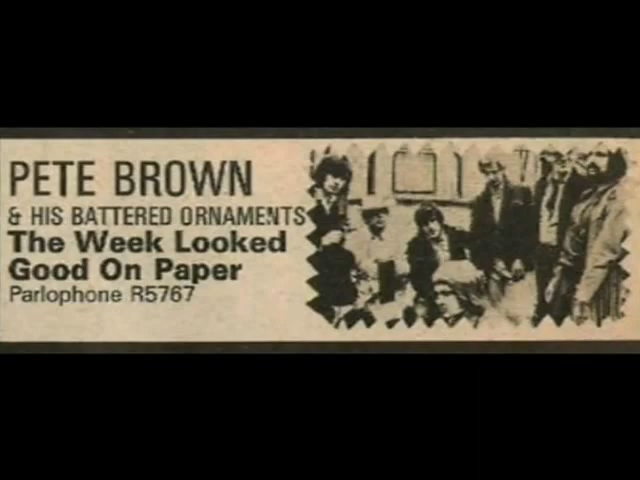 PETE BROWN
& HIS BATTERED ORNAMENTS
The Week Looked
Good On Paper
Parlophone R5767